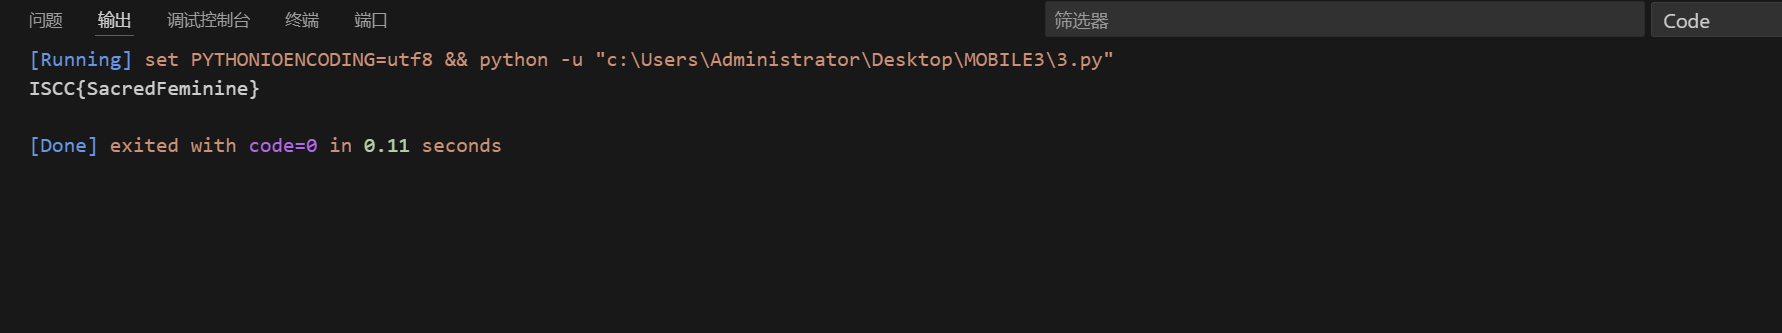 问题 输出 调试控制台 终端 端口 筛选器 Code
[Running] set PYTHONIOENCODING=utf8 && python -u "c:\Users\Administrator\Desktop\MOBILE3\3.py"
ISCC{SacredFeminine}
[Done] exited with code=0 in 0.11 seconds